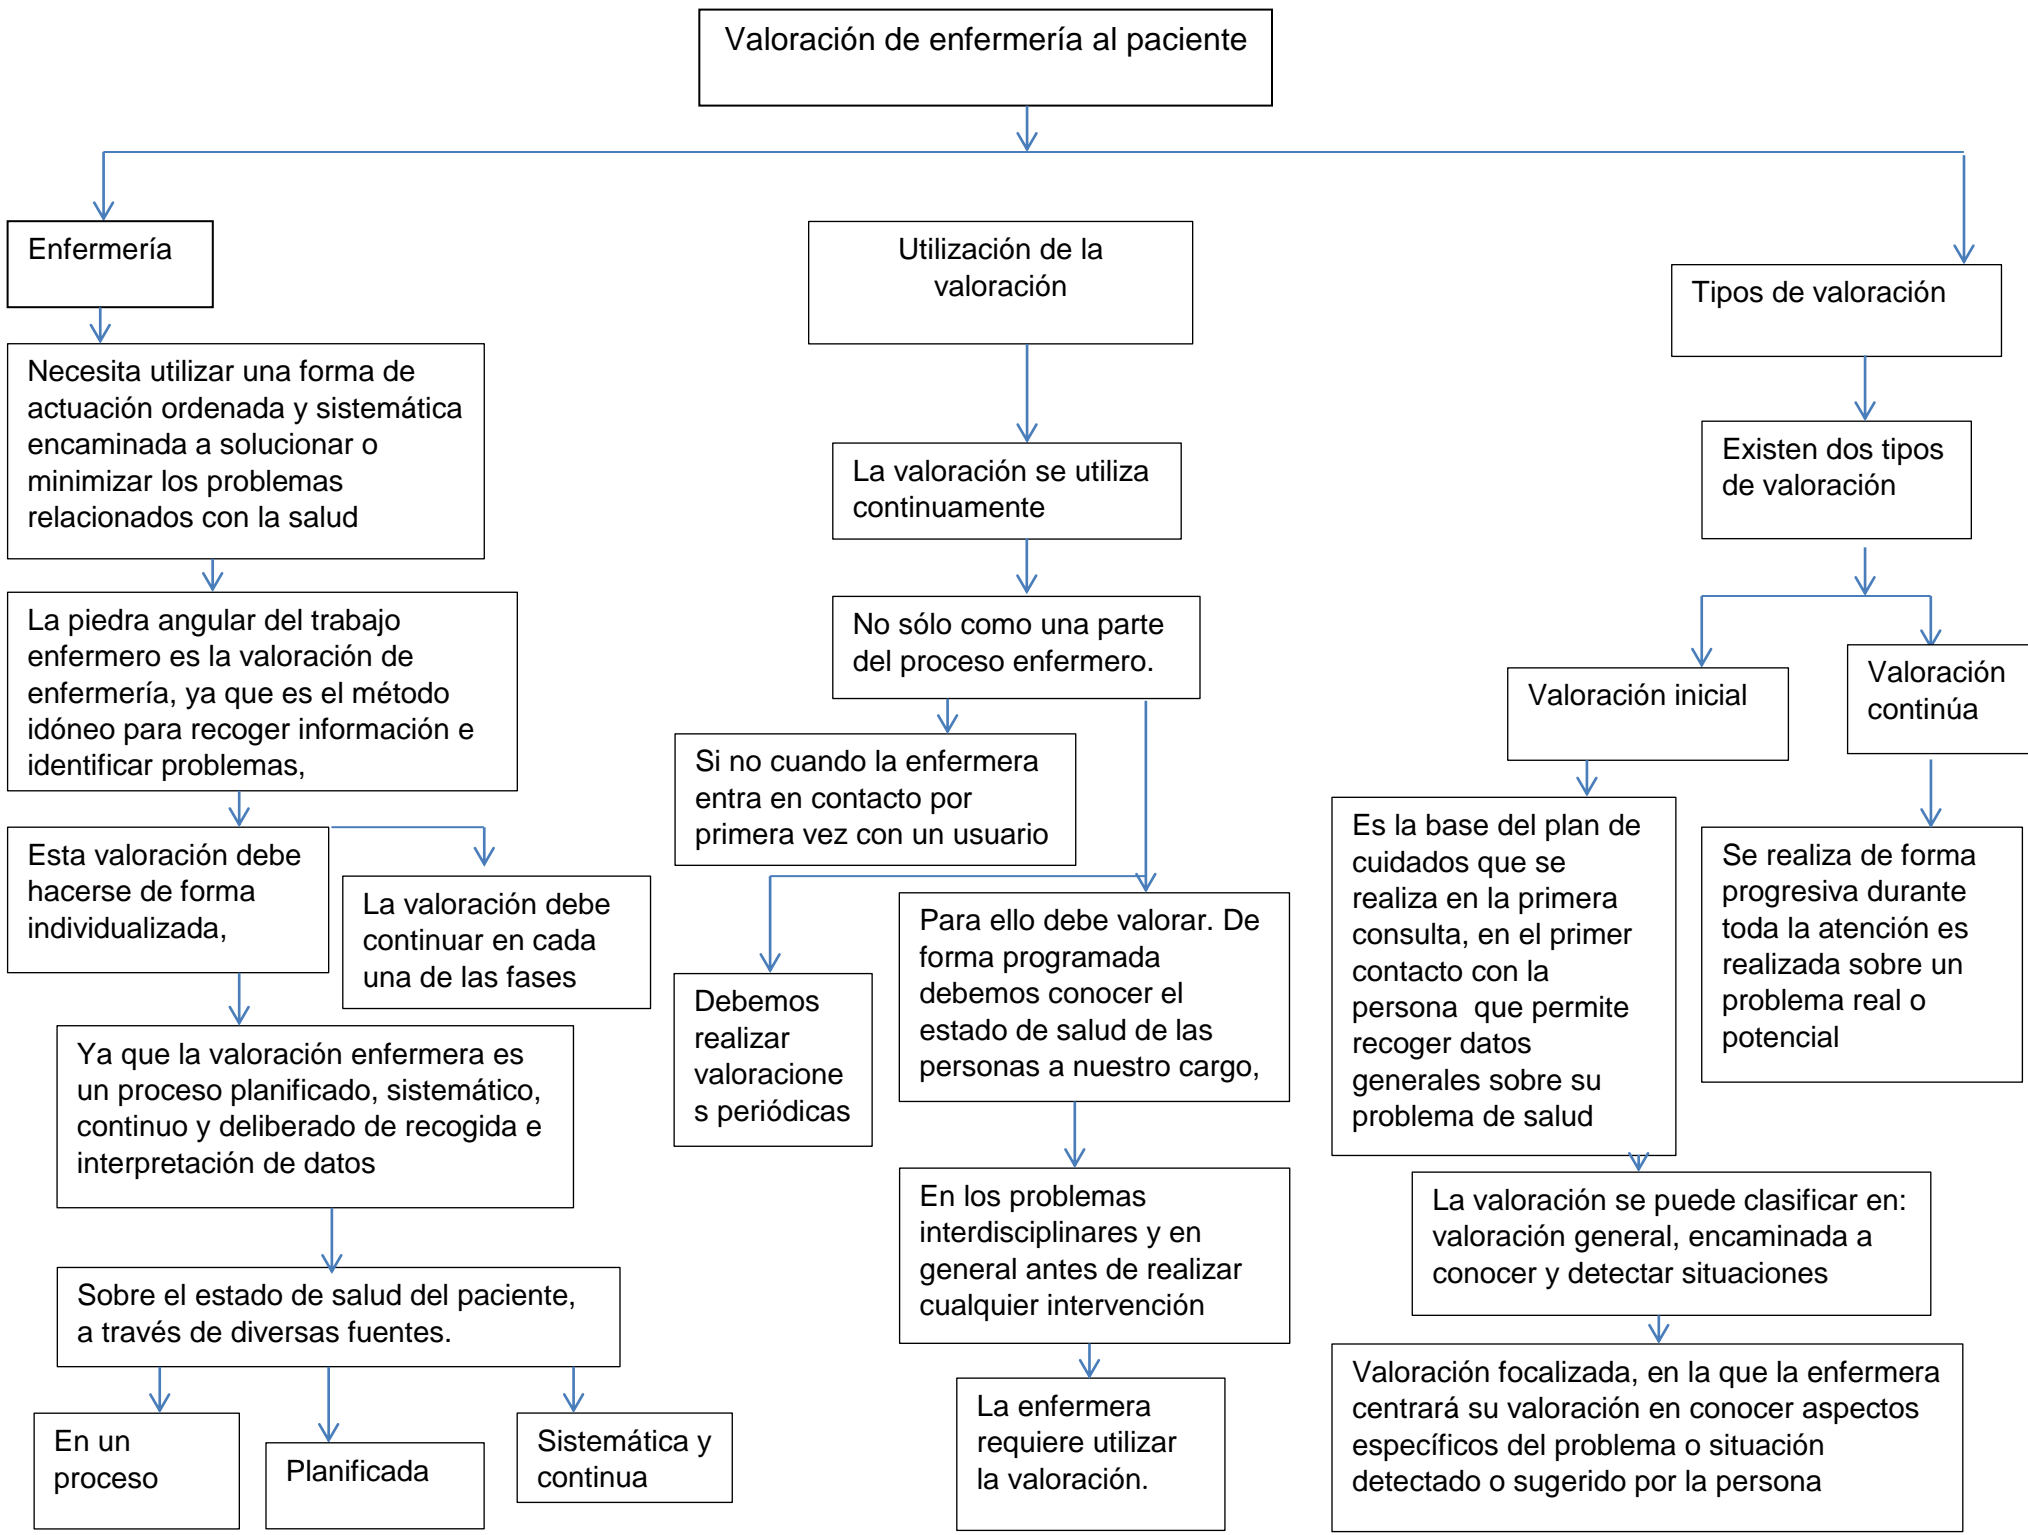 Valoración de enfermería al paciente
Enfermería
Necesita utilizar una forma de
actuación ordenada y sistemática
encaminada a solucionar o
minimizar los problemas
relacionados con la salud
La piedra angular del trabajo
enfermero es la valoración de
enfermería, ya que es el método
idóneo para recoger información e
identificar problemas,
Esta valoración debe
hacerse de forma
individualizada,
La valoración debe
continuar en cada
una de las fases
Ya que la valoración enfermera es
un proceso planificado, sistemático,
continuo y deliberado de recogida e
interpretación de datos
Sobre el estado de salud del paciente,
a través de diversas fuentes.
En un
proceso
Planificada
Sistemática y
continua
Utilización de la
valoración
La valoración se utiliza
continuamente
No sólo como una parte
del proceso enfermero.
Si no cuando la enfermera
entra en contacto por
primera vez con un usuario
Debemos
realizar
valoracione
s periódicas
Para ello debe valorar. De
forma programada
debemos conocer el
estado de salud de las
personas a nuestro cargo,
En los problemas
interdisciplinares y en
general antes de realizar
cualquier intervención
La enfermera
requiere utilizar
la valoración.
Tipos de valoración
Existen dos tipos
de valoración
Valoración inicial
Valoración
continúa
Es la base del plan de
cuidados que se
realiza en la primera
consulta, en el primer
contacto con la
persona  que permite
recoger datos
generales sobre su
problema de salud
Se realiza de forma
progresiva durante
toda la atención es
realizada sobre un
problema real o
potencial
La valoración se puede clasificar en:
valoración general, encaminada a
conocer y detectar situaciones
Valoración focalizada, en la que la enfermera
centrará su valoración en conocer aspectos
específicos del problema o situación
detectado o sugerido por la persona